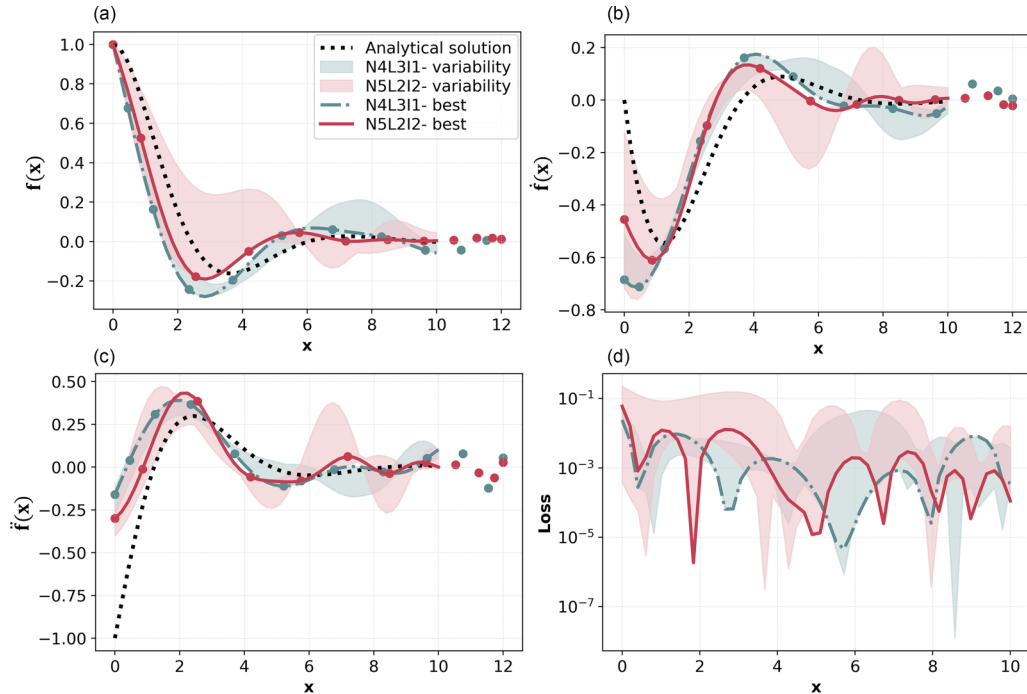 (a)
1.0
0.8
0.6
0.4
0.2
0.0
−0.2
f(x)
0 2 4 6 8 10 12
x
Analytical solution
N4L3I1- variability
N5L2I2- variability
N4L3I1- best
N5L2I2- best
(b)
0.2
0.0
−0.2
−0.4
−0.6
−0.8
ḟ(x)
0 2 4 6 8 10 12
x
(c)
0.50
0.25
0.00
−0.25
−0.50
−0.75
−1.00
f̈(x)
0 2 4 6 8 10 12
x
(d)
10⁻¹
10⁻³
10⁻⁵
10⁻⁷
Loss
0 2 4 6 8 10
x